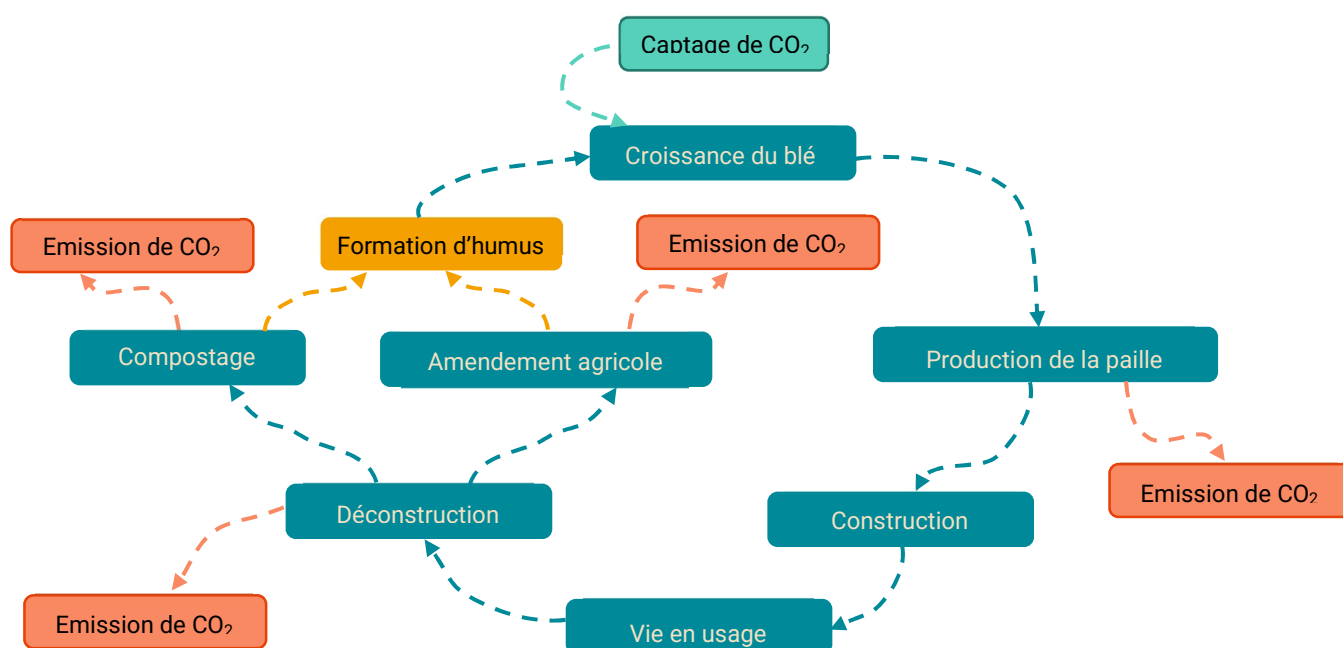 Captage de CO₂
Croissance du blé
Emission de CO₂
Formation d’humus
Emission de CO₂
Compostage
Amendement agricole
Production de la paille
Déconstruction
Construction
Emission de CO₂
Emission de CO₂
Vie en usage